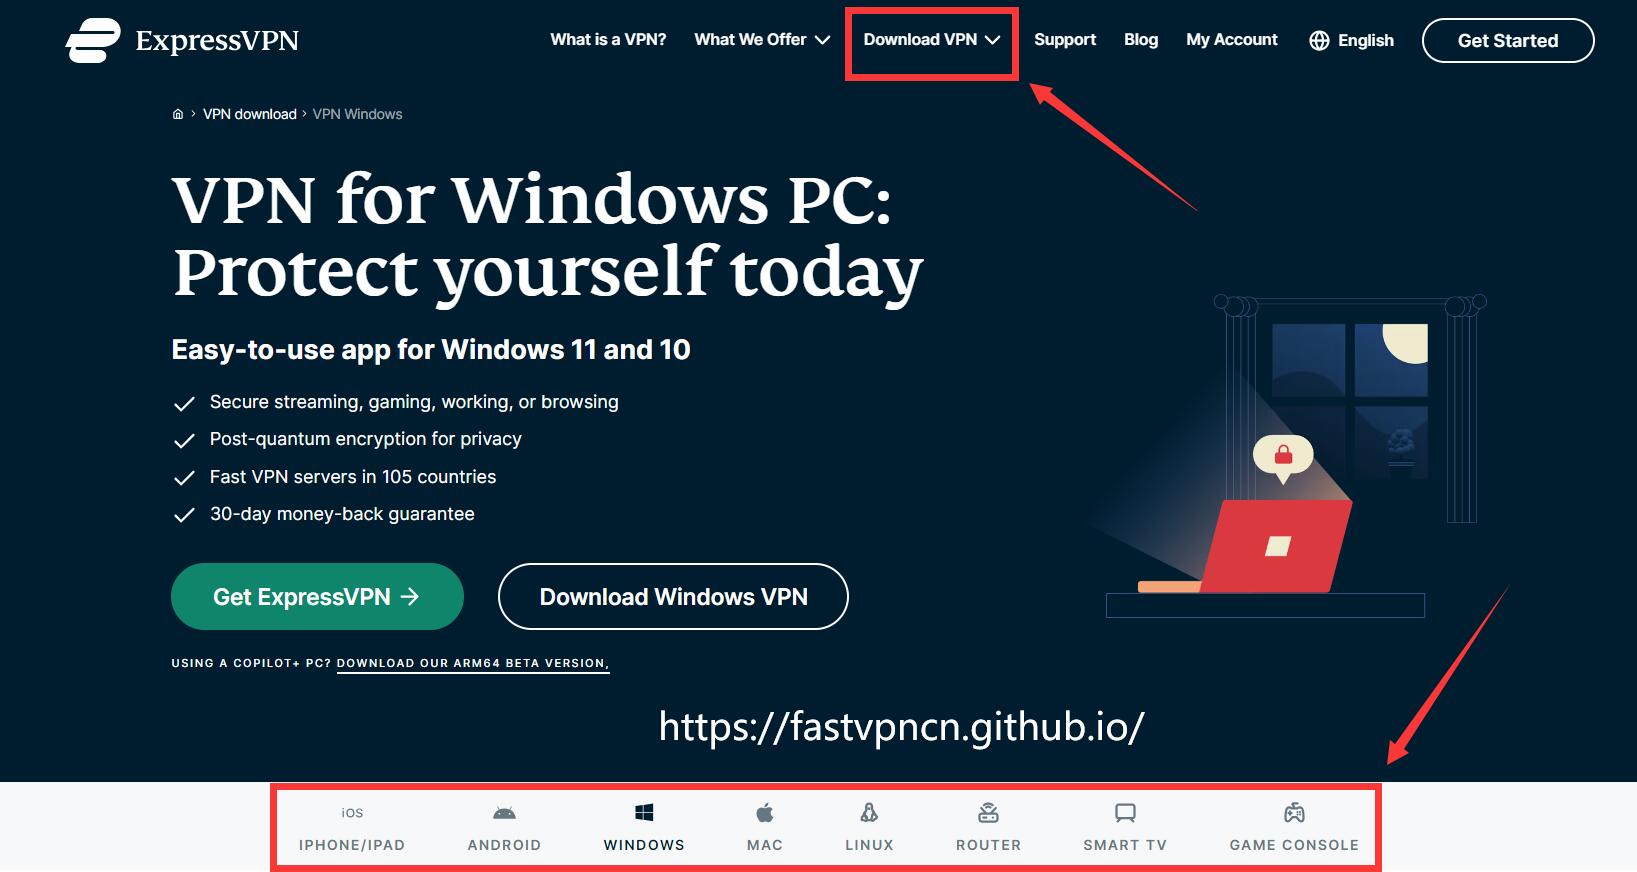 ExpressVPN
What is a VPN?
What We Offer
Download VPN
Support
Blog
My Account
English
Get Started
VPN download › VPN Windows
VPN for Windows PC:
Protect yourself today
Easy-to-use app for Windows 11 and 10
Secure streaming, gaming, working, or browsing
Post-quantum encryption for privacy
Fast VPN servers in 105 countries
30-day money-back guarantee
Get ExpressVPN →
Download Windows VPN
USING A COPILOT+ PC? DOWNLOAD OUR ARM64 BETA VERSION,
https://fastvpncn.github.io/
iOS
IPHONE/IPAD
ANDROID
WINDOWS
MAC
LINUX
ROUTER
SMART TV
GAME CONSOLE